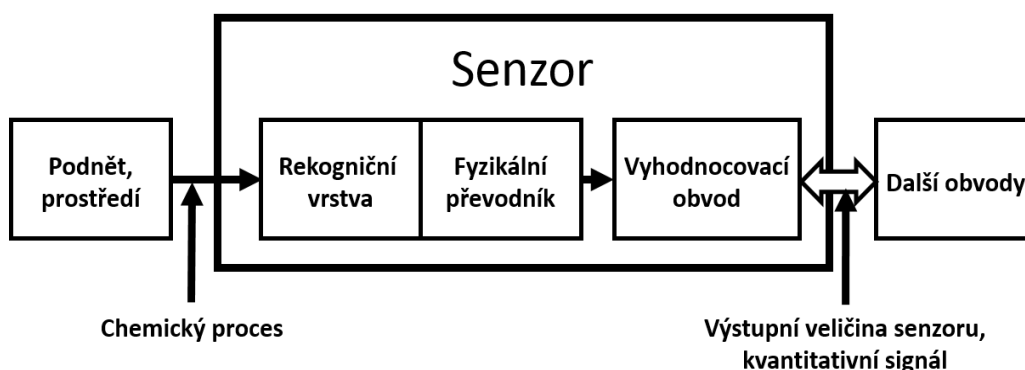 Senzor
Podnět,
prostředí
Rekogniční
vrstva
Fyzikální
převodník
Vyhodnocovací
obvod
Další obvody
Chemický proces
Výstupní veličina senzoru,
kvantitativní signál